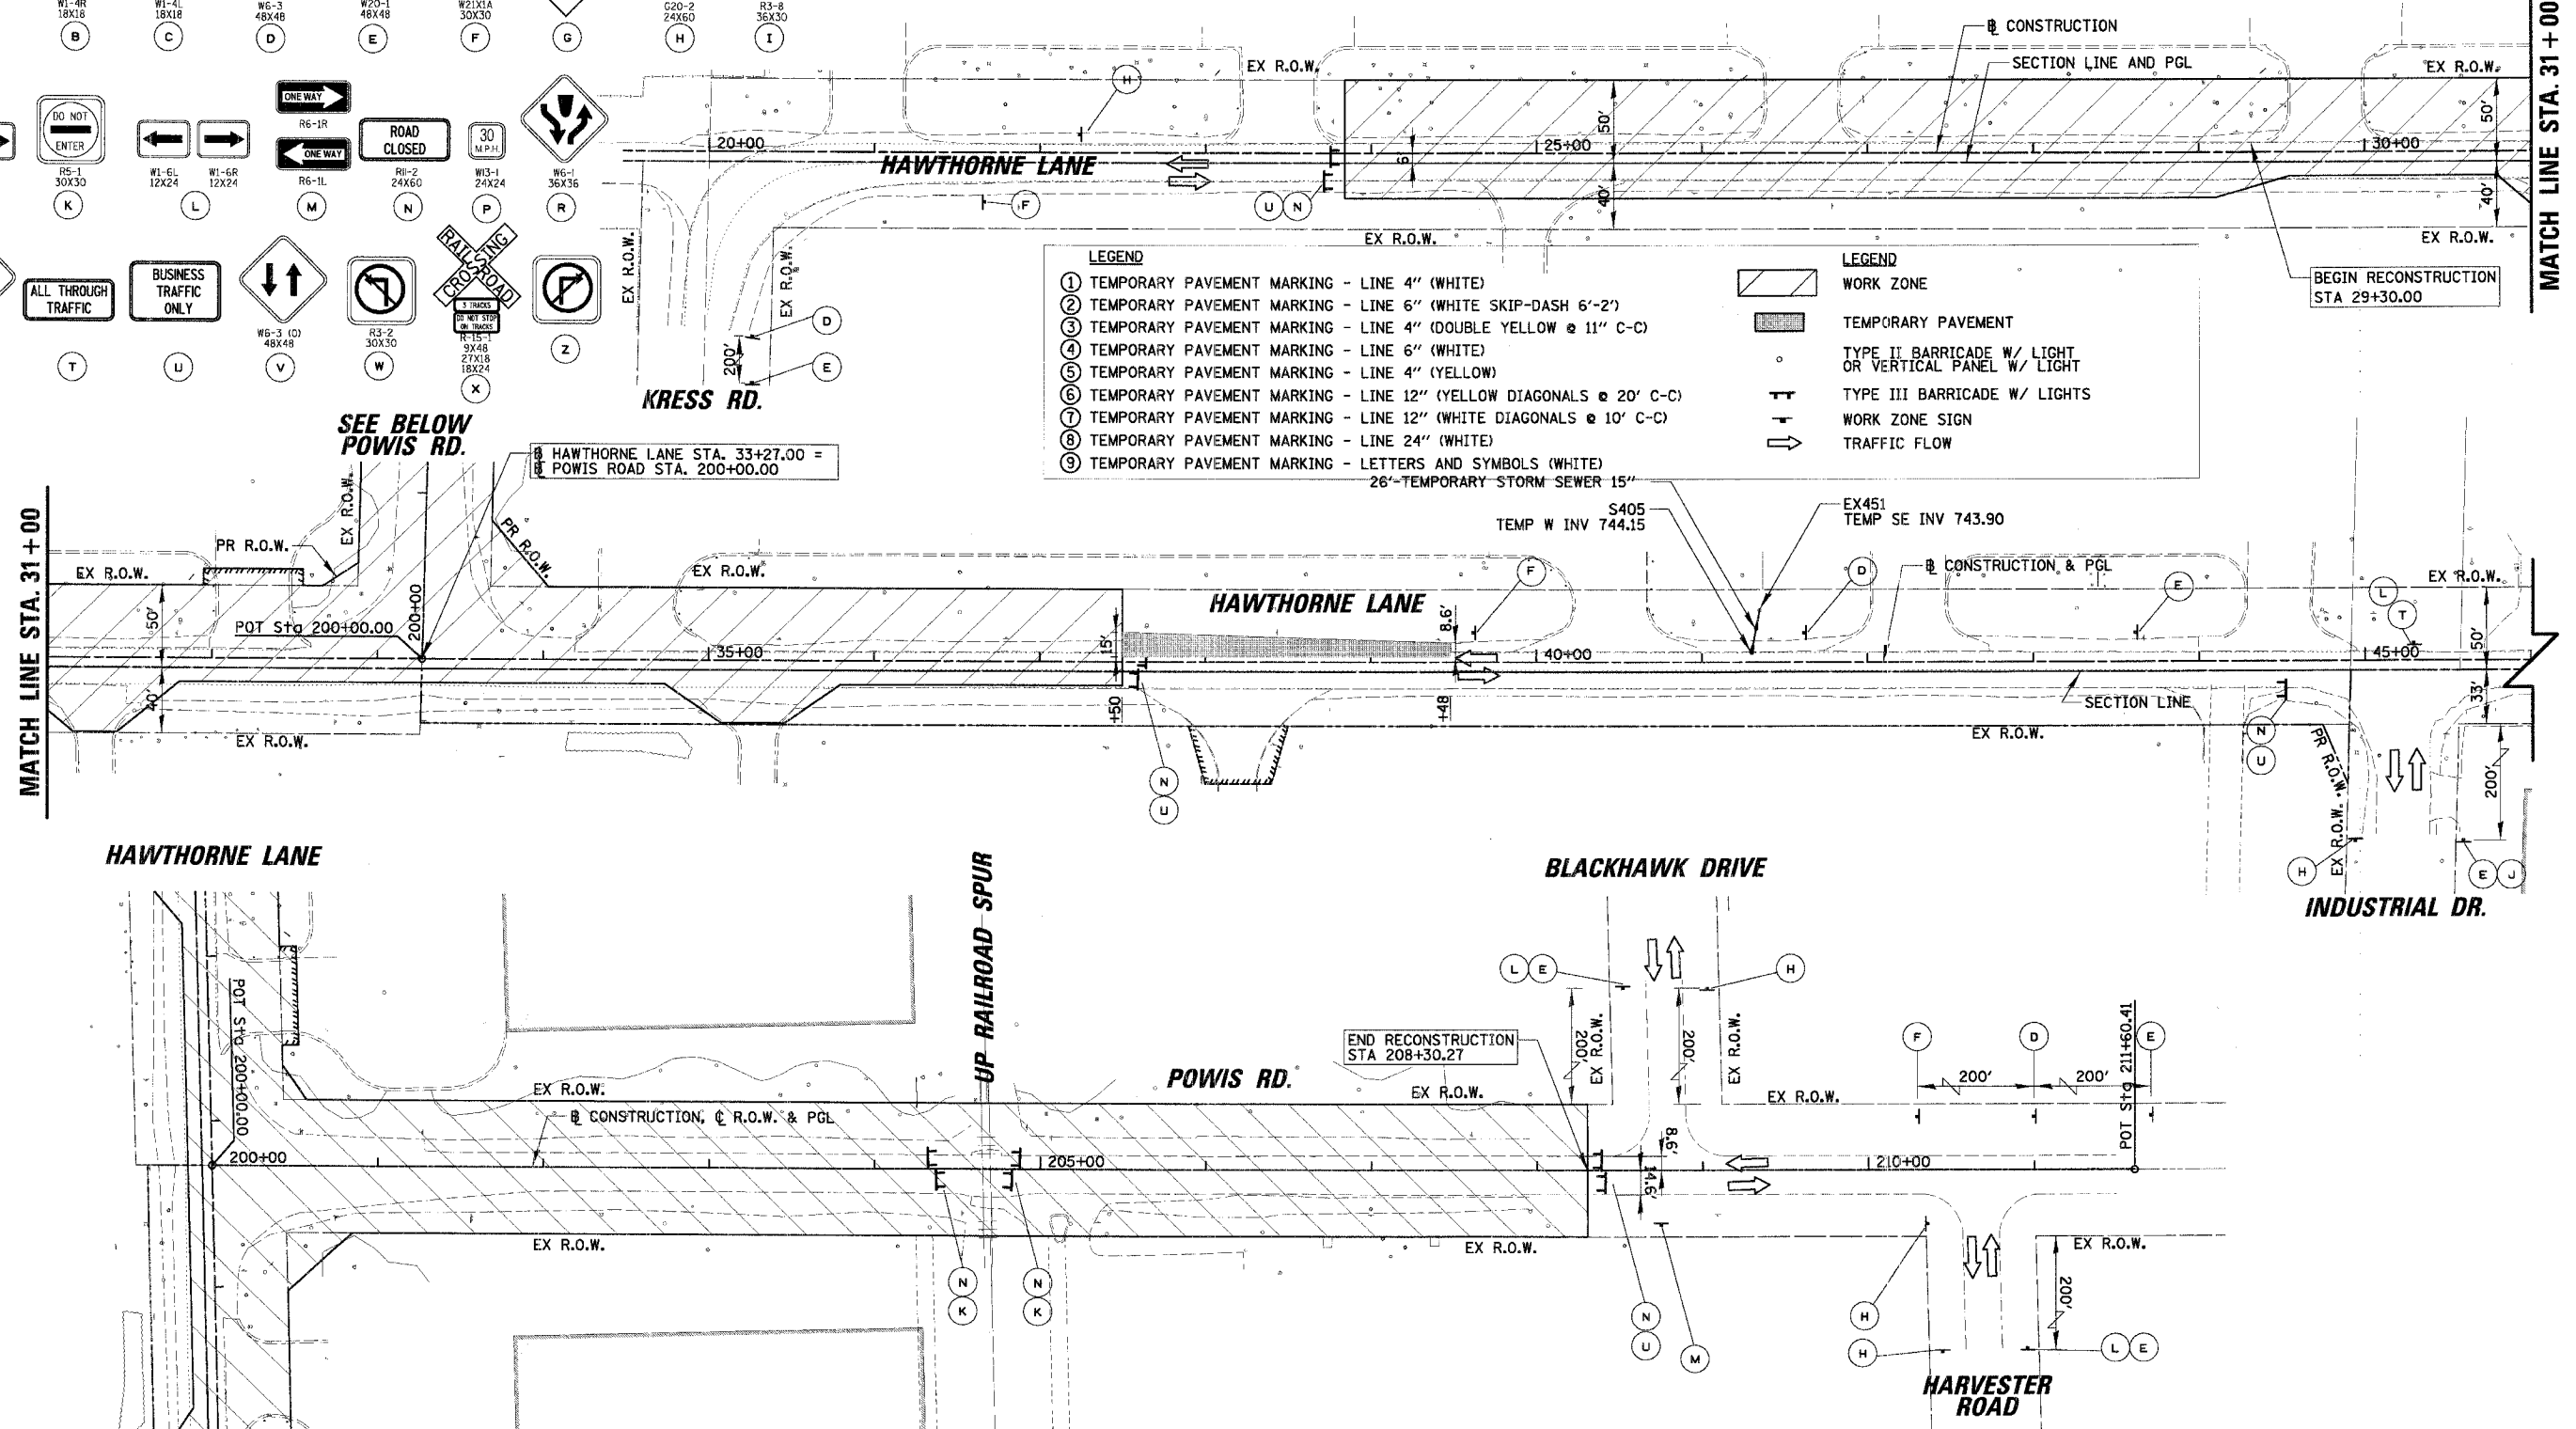 W1-4R
18X18
B
W1-4L
18X18
C
W6-3
48X48
D
W20-1
48X48
E
W21X1A
30X30
F
G
G20-2
24X60
H
R3-8
36X30
I
DO NOT
ENTER
R5-1
30X30
K
W1-6L
12X24
W1-6R
12X24
L
ONE WAY
R6-1R
ONE WAY
R6-1L
M
ROAD
CLOSED
R11-2
24X60
N
30
M.P.H.
W13-1
24X24
P
W6-1
36X36
R
ALL THROUGH
TRAFFIC
T
BUSINESS
TRAFFIC
ONLY
U
W6-3 (O)
48X48
V
R3-2
30X30
W
RAILROAD
CROSSING
3 TRACKS
DO NOT STOP
ON TRACKS
R-15-1
9X48
27X18
18X24
X
Z
₧ CONSTRUCTION
SECTION LINE AND PGL
EX R.O.W.
EX R.O.W.
H
20+00
HAWTHORNE LANE
25+00
30+00
50'
6'
40'
50'
40'
F
U N
EX R.O.W.
EX R.O.W.
EX R.O.W.
EX R.O.W.
D
E
200'
KRESS RD.
BEGIN RECONSTRUCTION
STA 29+30.00
MATCH LINE STA. 31+00
LEGEND
1 TEMPORARY PAVEMENT MARKING - LINE 4" (WHITE)
2 TEMPORARY PAVEMENT MARKING - LINE 6" (WHITE SKIP-DASH 6'-2')
3 TEMPORARY PAVEMENT MARKING - LINE 4" (DOUBLE YELLOW @ 11" C-C)
4 TEMPORARY PAVEMENT MARKING - LINE 6" (WHITE)
5 TEMPORARY PAVEMENT MARKING - LINE 4" (YELLOW)
6 TEMPORARY PAVEMENT MARKING - LINE 12" (YELLOW DIAGONALS @ 20' C-C)
7 TEMPORARY PAVEMENT MARKING - LINE 12" (WHITE DIAGONALS @ 10' C-C)
8 TEMPORARY PAVEMENT MARKING - LINE 24" (WHITE)
9 TEMPORARY PAVEMENT MARKING - LETTERS AND SYMBOLS (WHITE)
LEGEND
WORK ZONE
TEMPORARY PAVEMENT
TYPE II BARRICADE W/ LIGHT
OR VERTICAL PANEL W/ LIGHT
TYPE III BARRICADE W/ LIGHTS
WORK ZONE SIGN
TRAFFIC FLOW
SEE BELOW
POWIS RD.
HAWTHORNE LANE STA. 33+27.00 =
POWIS ROAD STA. 200+00.00
26'-TEMPORARY STORM SEWER 15"
S405
TEMP W INV 744.15
EX451
TEMP SE INV 743.90
MATCH LINE STA. 31+00
EX R.O.W.
PR R.O.W.
EX R.O.W.
PR R.O.W.
EX R.O.W.
HAWTHORNE LANE
F
D
CONSTRUCTION & PGL
E
L
T
EX R.O.W.
50'
40'
POT Sta 200+00.00
200+00
35+00
15'
8.6'
40+00
45+00
50'
33'
+50
+48
SECTION LINE
EX R.O.W.
EX R.O.W.
N
U
N
U
PR R.O.W.
EX R.O.W.
200'
H
E J
INDUSTRIAL DR.
HAWTHORNE LANE
UP RAILROAD SPUR
BLACKHAWK DRIVE
L E
H
200'
EX R.O.W.
200'
EX R.O.W.
POT Sta 200+00.00
END RECONSTRUCTION
STA 208+30.27
F
D
E
200'
200'
POT Sta 211+60.41
POWIS RD.
EX R.O.W.
EX R.O.W.
EX R.O.W.
CONSTRUCTION, ℄ R.O.W. & PGL
200+00
205+00
210+00
8.6'
14.6'
EX R.O.W.
EX R.O.W.
EX R.O.W.
N
K
N
K
N
U
M
H
H
200'
L E
HARVESTER
ROAD